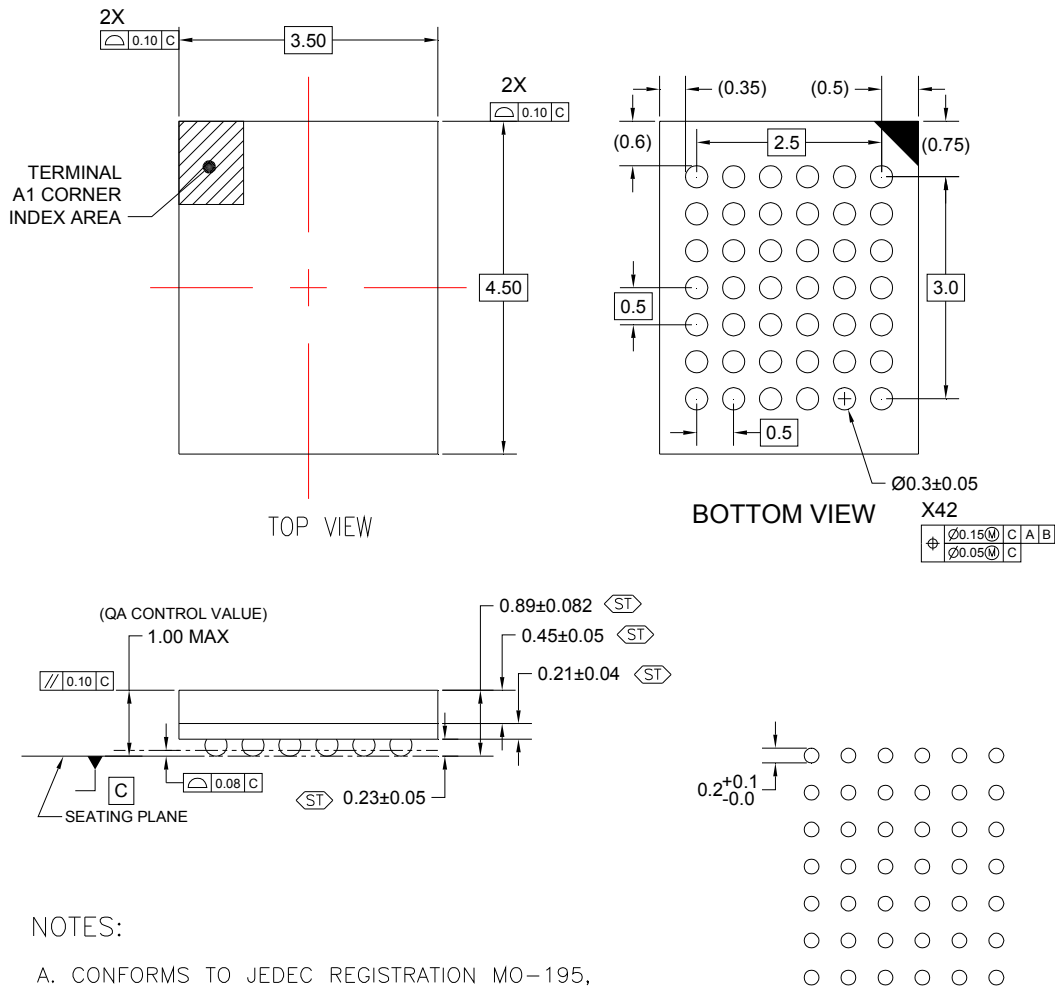 2X
⌓ 0.10 C
3.50
2X
⌓ 0.10 C
TERMINAL
A1 CORNER
INDEX AREA
4.50
TOP VIEW
(0.35)
(0.5)
(0.6)
2.5
(0.75)
0.5
3.0
0.5
Ø0.3±0.05
BOTTOM VIEW
X42
⌖ Ø0.15Ⓜ C A B
Ø0.05Ⓜ C
(QA CONTROL VALUE)
1.00 MAX
0.89±0.082 ST
0.45±0.05 ST
0.21±0.04 ST
// 0.10 C
⌓ 0.08 C
C
ST 0.23±0.05
SEATING PLANE
0.2+0.1
-0.0
NOTES:
A. CONFORMS TO JEDEC REGISTRATION MO-195,